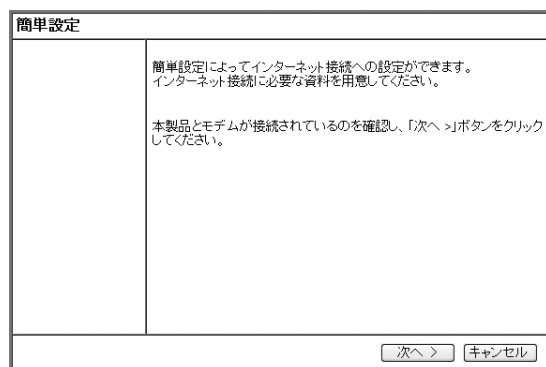 簡単設定
簡単設定によってインターネット接続への設定ができます。
インターネット接続に必要な資料を用意してください。
本製品とモデムが接続されているのを確認し、「次へ >」ボタンをクリック
してください。
次へ >
キャンセル